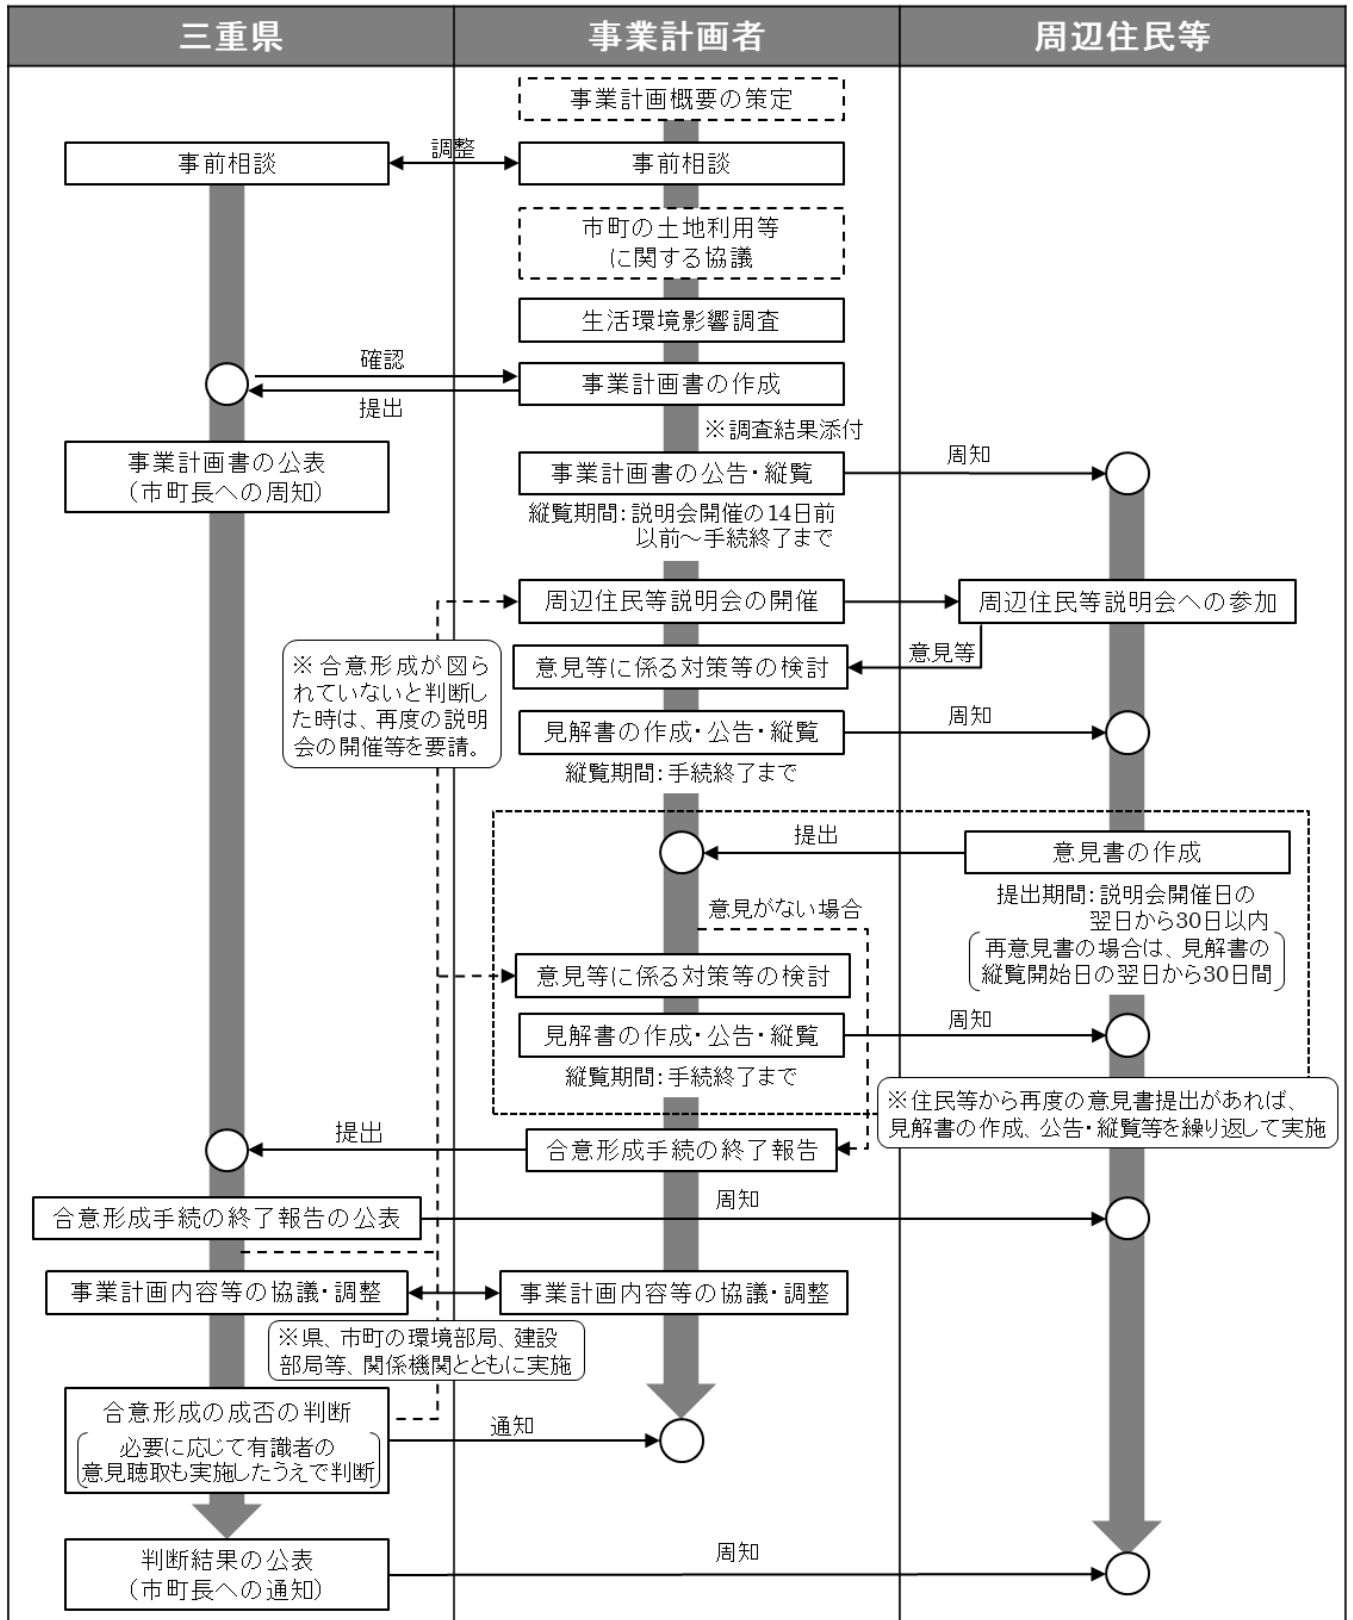 三重県
事業計画者
周辺住民等
事業計画概要の策定
事前相談
調整
事前相談
市町の土地利用等
に関する協議
生活環境影響調査
確認
事業計画書の作成
提出
※調査結果添付
事業計画書の公表
（市町長への周知）
事業計画書の公告・縦覧
周知
縦覧期間：説明会開催の14日前
以前～手続終了まで
周辺住民等説明会の開催
周辺住民等説明会への参加
※合意形成が図ら
れていないと判断し
た時は、再度の説明
会の開催等を要請。
意見等に係る対策等の検討
意見等
見解書の作成・公告・縦覧
周知
縦覧期間：手続終了まで
提出
意見書の作成
提出期間：説明会開催日の
翌日から30日以内
再意見書の場合は、見解書の
縦覧開始日の翌日から30日間
意見がない場合
意見等に係る対策等の検討
見解書の作成・公告・縦覧
周知
縦覧期間：手続終了まで
※住民等から再度の意見書提出があれば、
見解書の作成、公告・縦覧等を繰り返して実施
提出
合意形成手続の終了報告
合意形成手続の終了報告の公表
周知
事業計画内容等の協議・調整
事業計画内容等の協議・調整
※県、市町の環境部局、建設
部局等、関係機関とともに実施
合意形成の成否の判断
必要に応じて有識者の
意見聴取も実施したうえで判断
通知
判断結果の公表
（市町長への通知）
周知